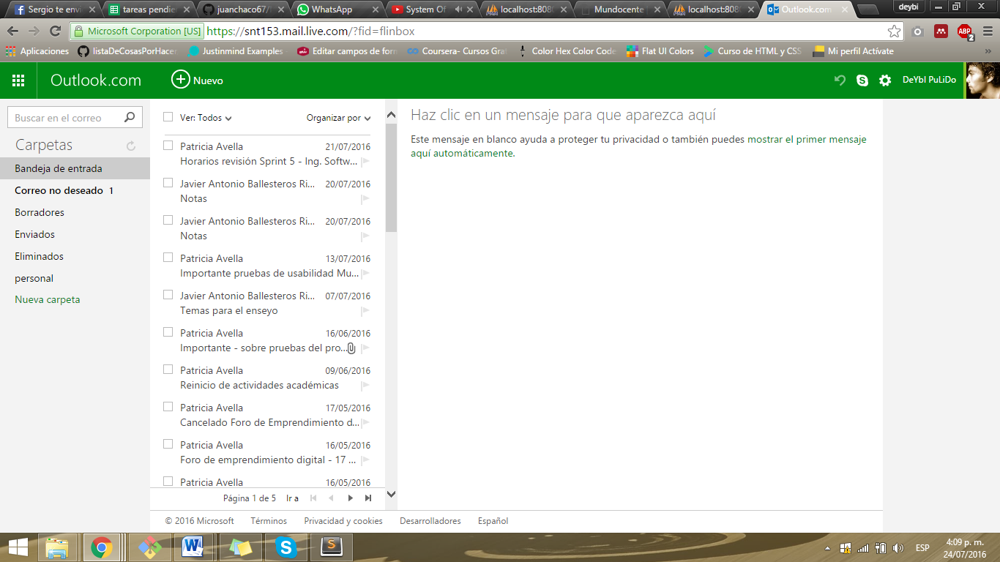 Sergio te envi
tareas pendie
juanchaco67/
WhatsApp
System Of
localhost:8080
Mundocente
localhost:8080
Outlook.com
deybi
Microsoft Corporation [US]
https://snt153.mail.live.com/?fid=flinbox
ABP
2
Aplicaciones
listaDeCosasPorHacer
Justinmind Examples
Editar campos de form
Coursera- Cursos Grat
Color Hex Color Code
Flat UI Colors
Curso de HTML y CSS
Mi perfil Actívate
»
Outlook.com
Nuevo
DeYbI PuLiDo
Buscar en el correo
Carpetas
Bandeja de entrada
Correo no deseado 1
Borradores
Enviados
Eliminados
personal
Nueva carpeta
Ver: Todos
Organizar por
Patricia Avella 21/07/2016
Horarios revisión Sprint 5 - Ing. Softw...
Javier Antonio Ballesteros Ri... 20/07/2016
Notas
Javier Antonio Ballesteros Ri... 20/07/2016
Notas
Patricia Avella 13/07/2016
Importante pruebas de usabilidad Mu...
Javier Antonio Ballesteros Ri... 07/07/2016
Temas para el enseyo
Patricia Avella 16/06/2016
Importante - sobre pruebas del pro...
Patricia Avella 09/06/2016
Reinicio de actividades académicas
Patricia Avella 17/05/2016
Cancelado Foro de Emprendimiento d...
Patricia Avella 16/05/2016
Foro de emprendimiento digital - 17 ...
Patricia Avella 16/05/2016
Página 1 de 5 Ir a
Haz clic en un mensaje para que aparezca aquí
Este mensaje en blanco ayuda a proteger tu privacidad o también puedes mostrar el primer mensaje
aquí automáticamente.
© 2016 Microsoft
Términos
Privacidad y cookies
Desarrolladores
Español
ESP
4:09 p. m.
24/07/2016